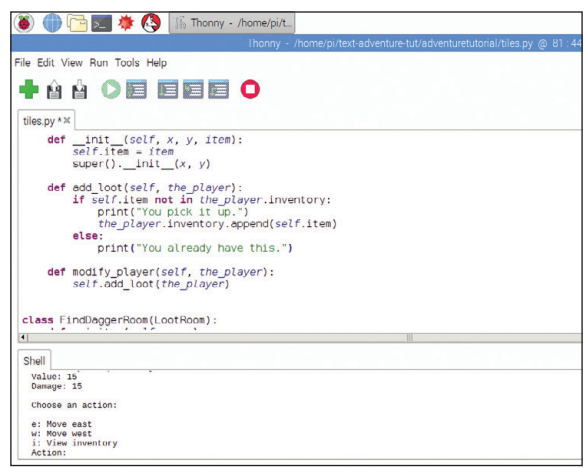 Thonny - /home/pi/t...
Thonny - /home/pi/text-adventure-tut/adventuretutorial/tiles.py @ 81:44
File Edit View Run Tools Help
tiles.py *
def __init__(self, x, y, item):
self.item = item
super().__init__(x, y)
def add_loot(self, the_player):
if self.item not in the_player.inventory:
print("You pick it up.")
the_player.inventory.append(self.item)
else:
print("You already have this.")
def modify_player(self, the_player):
self.add_loot(the_player)
class FindDaggerRoom(LootRoom):
Shell
Value: 15
Damage: 15
Choose an action:
e: Move east
w: Move west
i: View inventory
Action: